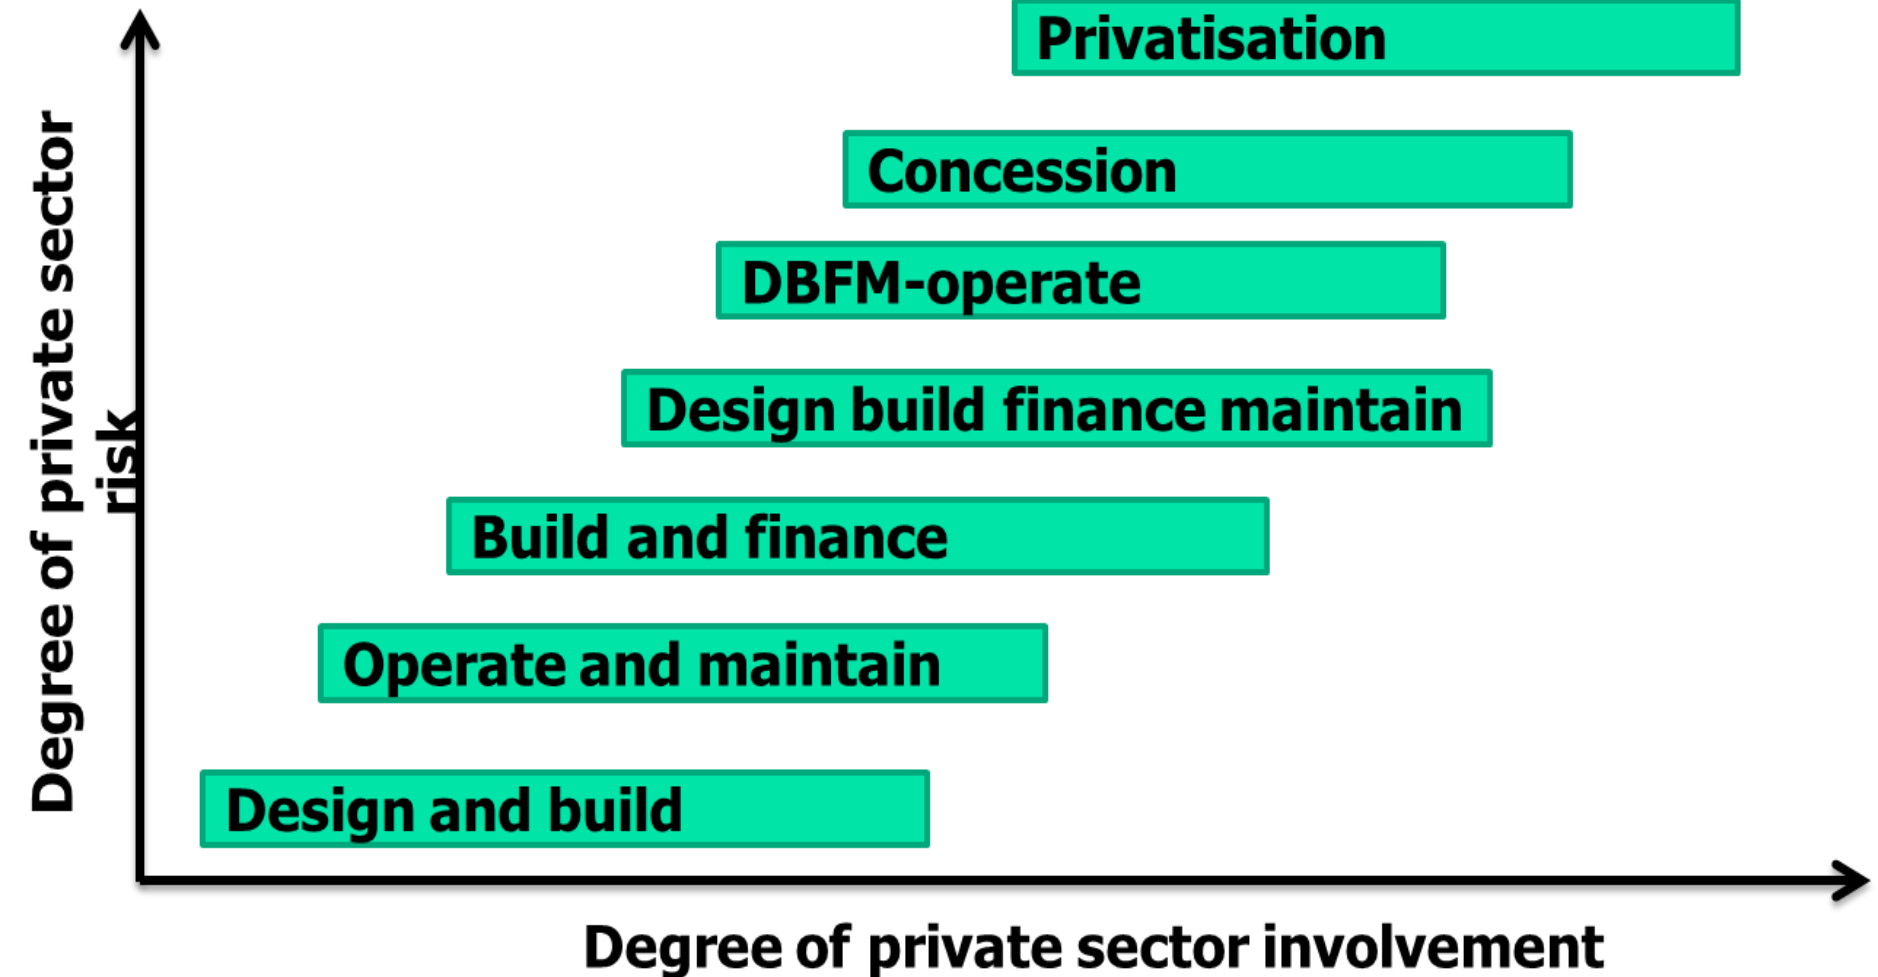 Privatisation
Concession
DBFM-operate
Design build finance maintain
Build and finance
Operate and maintain
Design and build
Degree of private sector
risk
Degree of private sector involvement